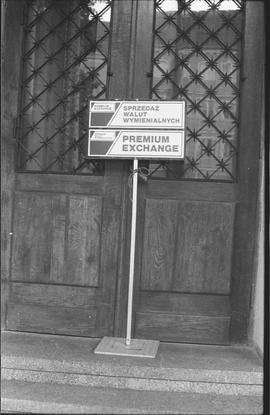 SPRZEDAŻ
WALUT
WYMIENIALNYCH
PREMIUM
EXCHANGE